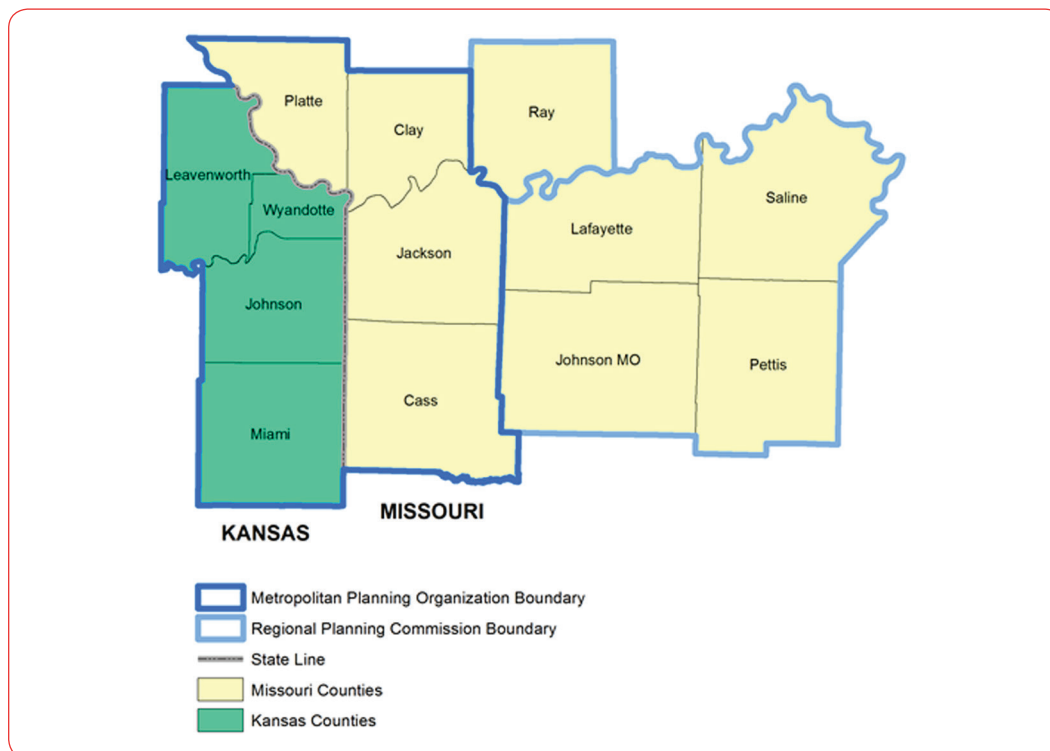 Platte
Clay
Ray
Leavenworth
Wyandotte
Saline
Lafayette
Jackson
Johnson
Johnson MO
Pettis
Cass
Miami
MISSOURI
KANSAS
Metropolitan Planning Organization Boundary
Regional Planning Commission Boundary
State Line
Missouri Counties
Kansas Counties